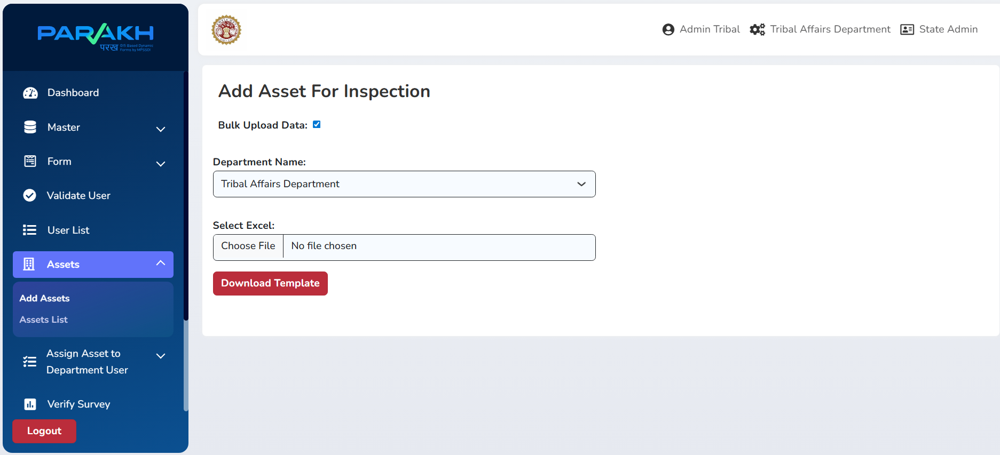 PARAKH
परख GIS Based Dynamic
Forms by MPSSDI
Dashboard
Master
Form
Validate User
User List
Assets
Add Assets
Assets List
Assign Asset to
Department User
Verify Survey
Logout
Admin Tribal Tribal Affairs Department State Admin
Add Asset For Inspection
Bulk Upload Data:
Department Name:
Tribal Affairs Department
Select Excel:
Choose File No file chosen
Download Template